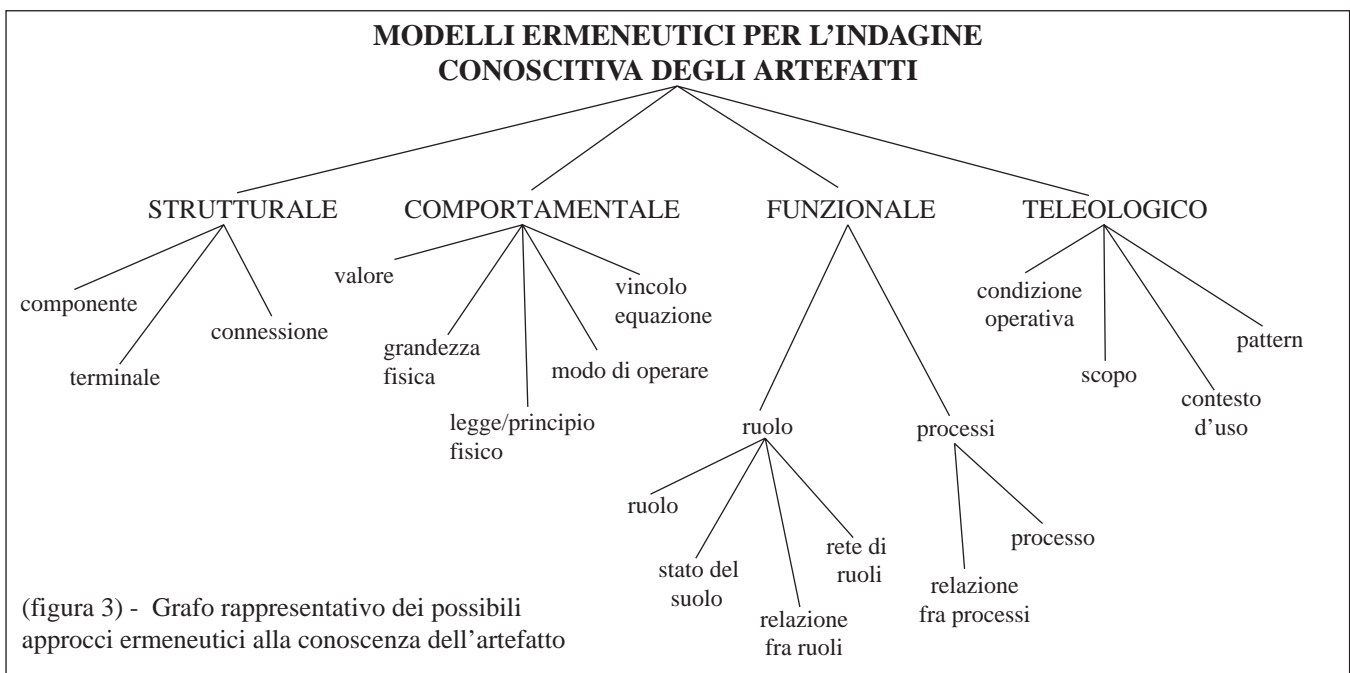 MODELLI ERMENEUTICI PER L'INDAGINE
CONOSCITIVA DEGLI ARTEFATTI
STRUTTURALE
COMPORTAMENTALE
FUNZIONALE
TELEOLOGICO
componente
terminale
connessione
valore
grandezza
fisica
legge/principio
fisico
modo di operare
vincolo
equazione
ruolo
processi
ruolo
stato del
suolo
relazione
fra ruoli
rete di
ruoli
relazione
fra processi
processo
condizione
operativa
scopo
contesto
d'uso
pattern
(figura 3) - Grafo rappresentativo dei possibili
approcci ermeneutici alla conoscenza dell'artefatto